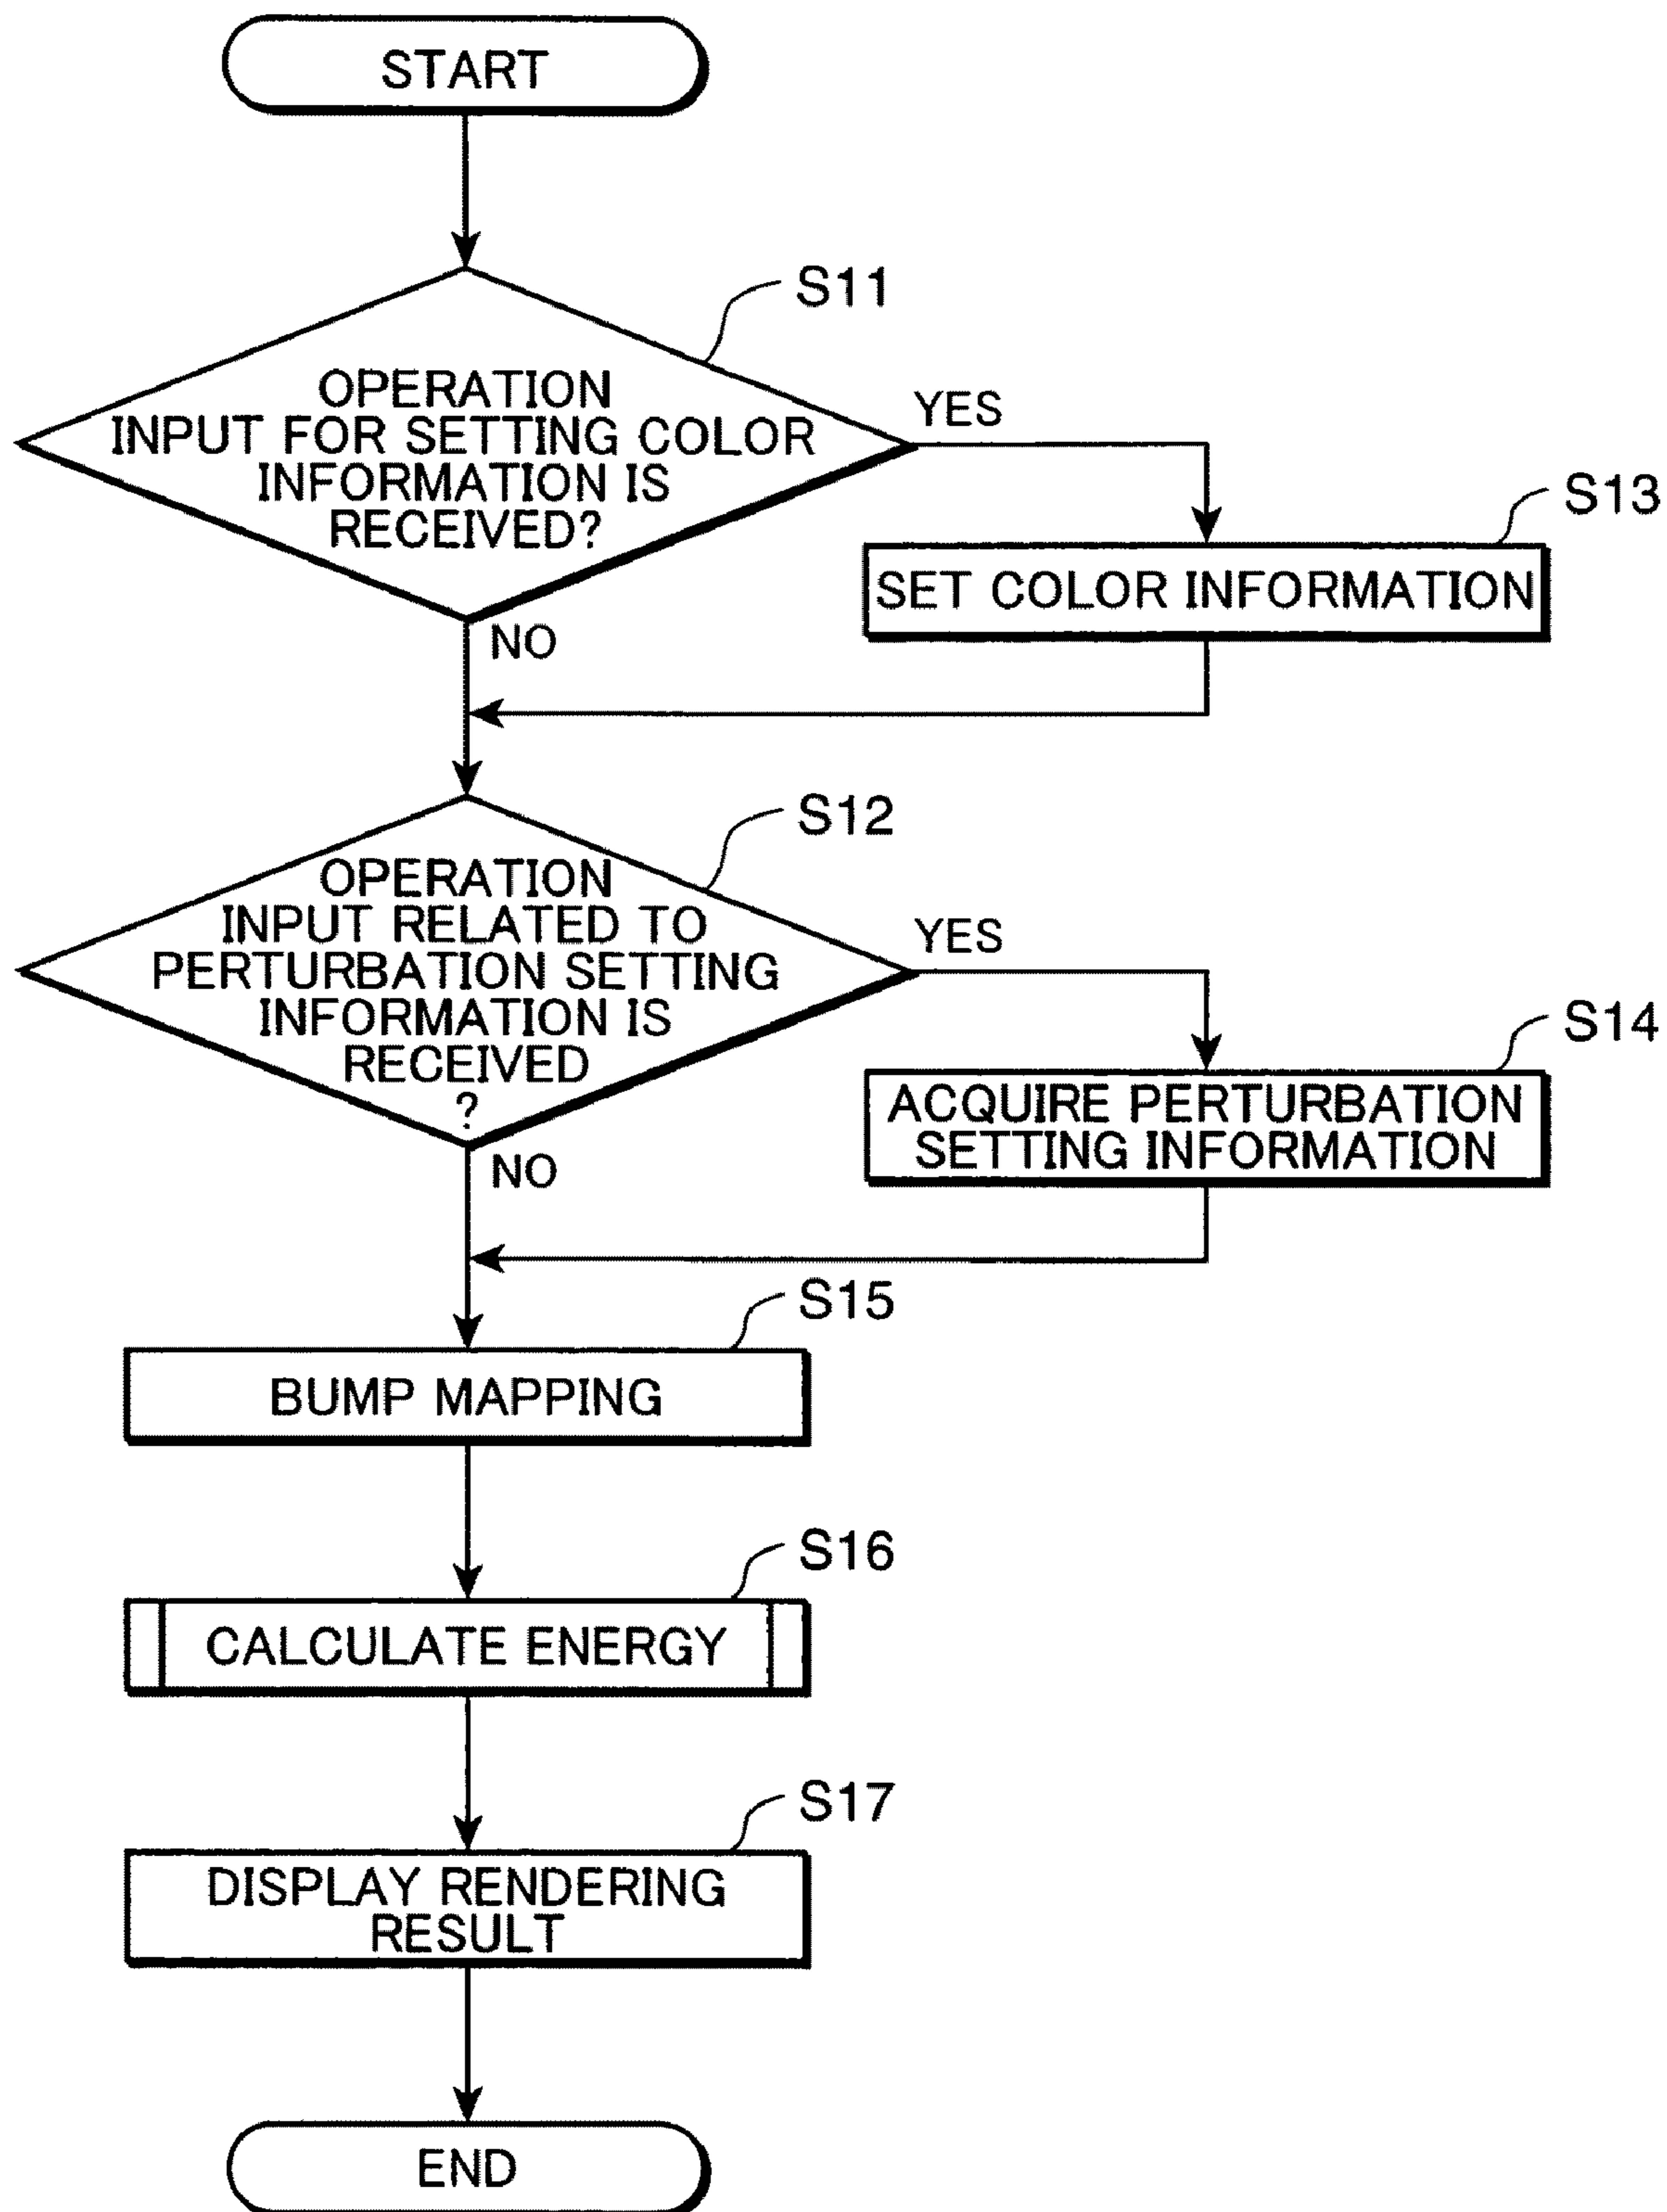 START
S11
OPERATION
INPUT FOR SETTING COLOR
INFORMATION IS
RECEIVED?
YES
S13
SET COLOR INFORMATION
NO
S12
OPERATION
INPUT RELATED TO
PERTURBATION SETTING
INFORMATION IS
RECEIVED
?
YES
S14
ACQUIRE PERTURBATION
SETTING INFORMATION
NO
S15
BUMP MAPPING
S16
CALCULATE ENERGY
S17
DISPLAY RENDERING
RESULT
END